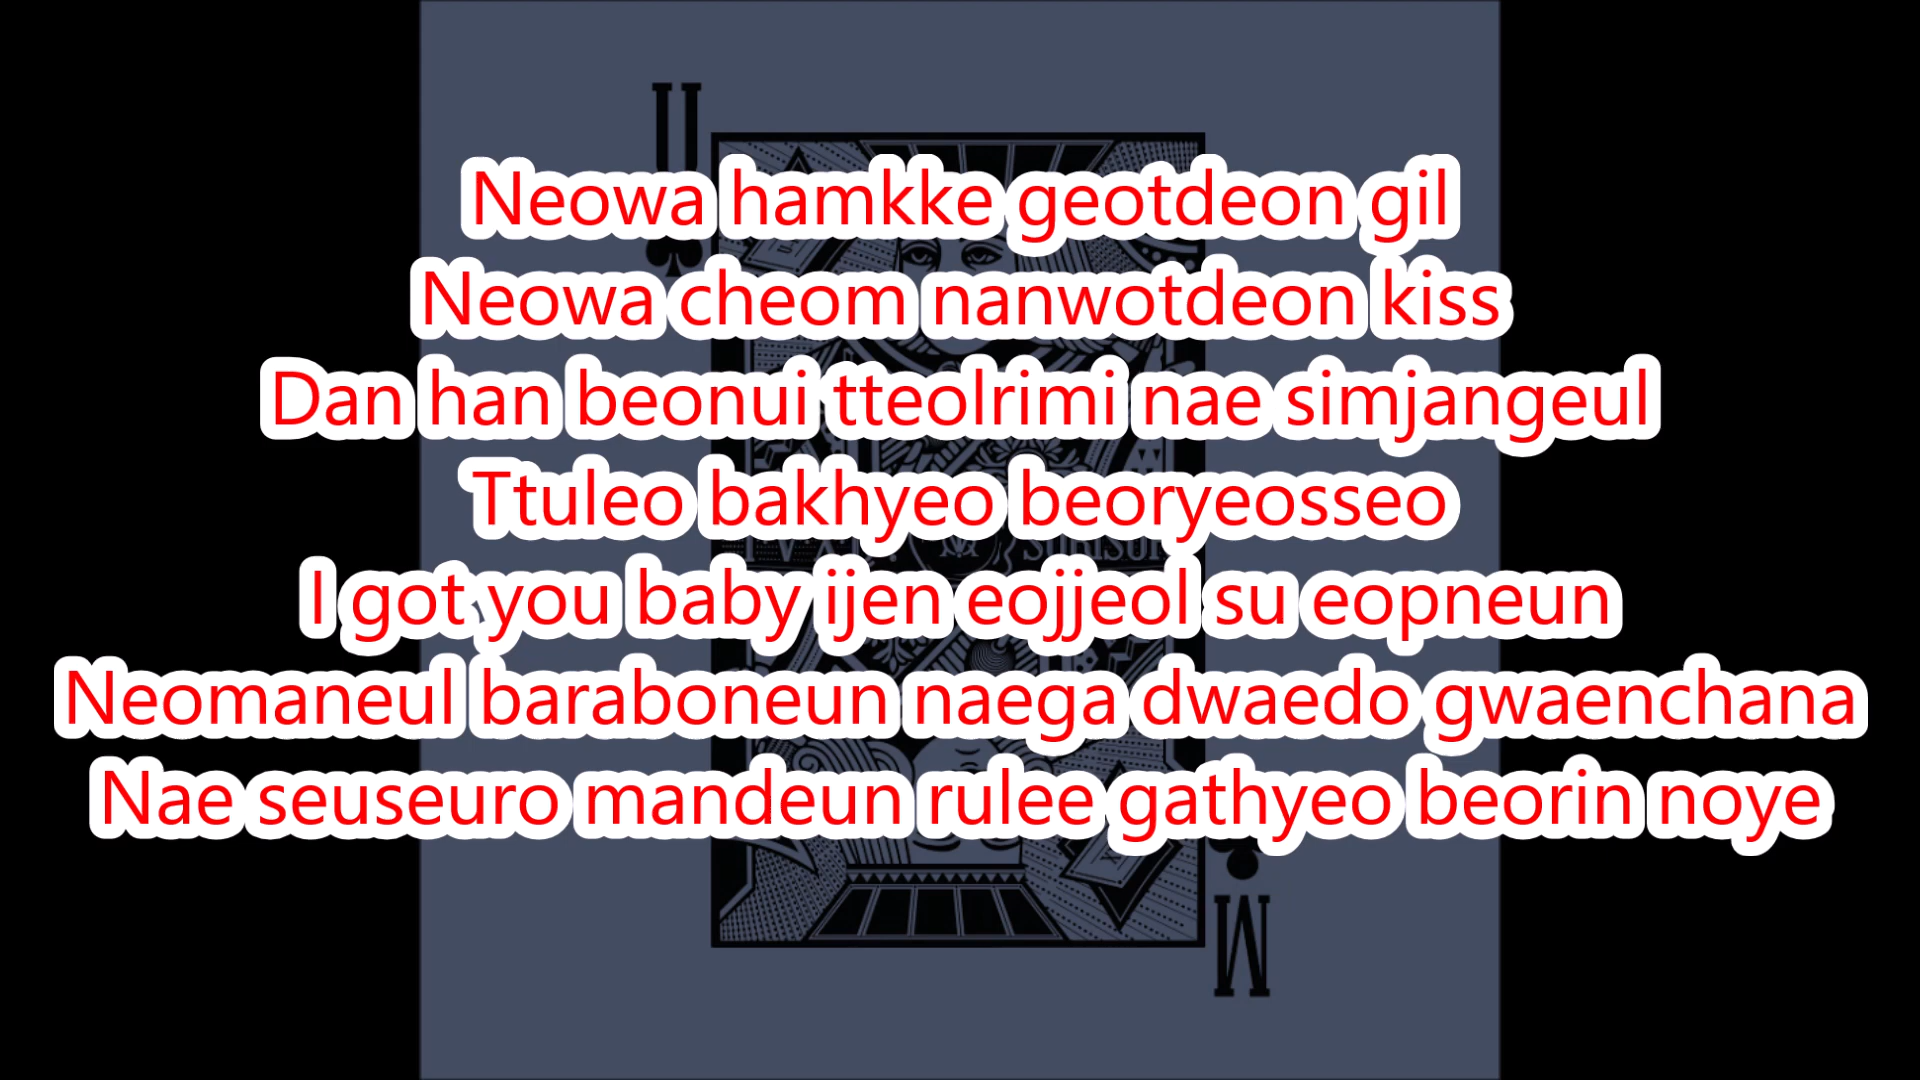 II
Neowa hamkke geotdeon gil
Neowa cheom nanwotdeon kiss
Dan han beonui tteolrimi nae simjangeul
Ttuleo bakhyeo beoryeosseo
I got you baby ijen eojjeol su eopneun
Neomaneul baraboneun naega dwaedo gwaenchana
Nae seuseuro mandeun rulee gathyeo beorin noye
M